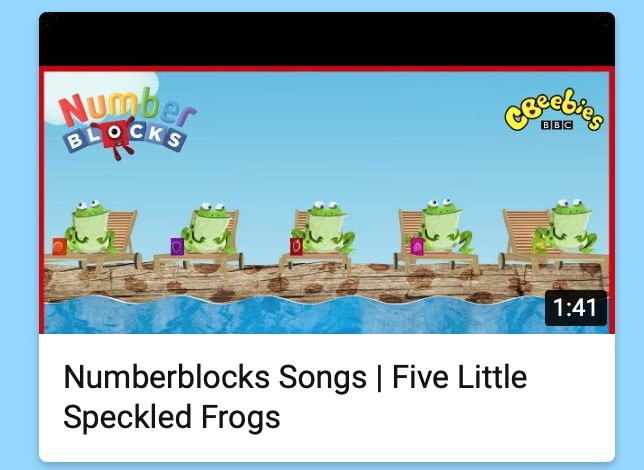 Number
BLOCKS
CBeebies
BBC
1:41
Numberblocks Songs | Five Little
Speckled Frogs